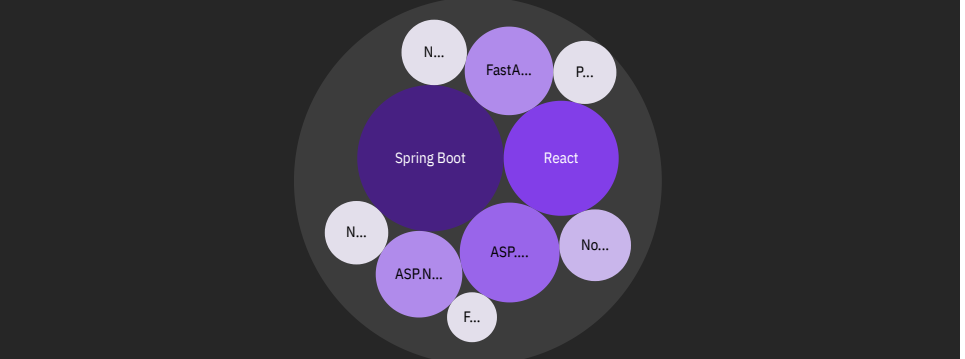 N...
FastA...
P...
Spring Boot
React
N...
No...
ASP....
ASP.N...
F...